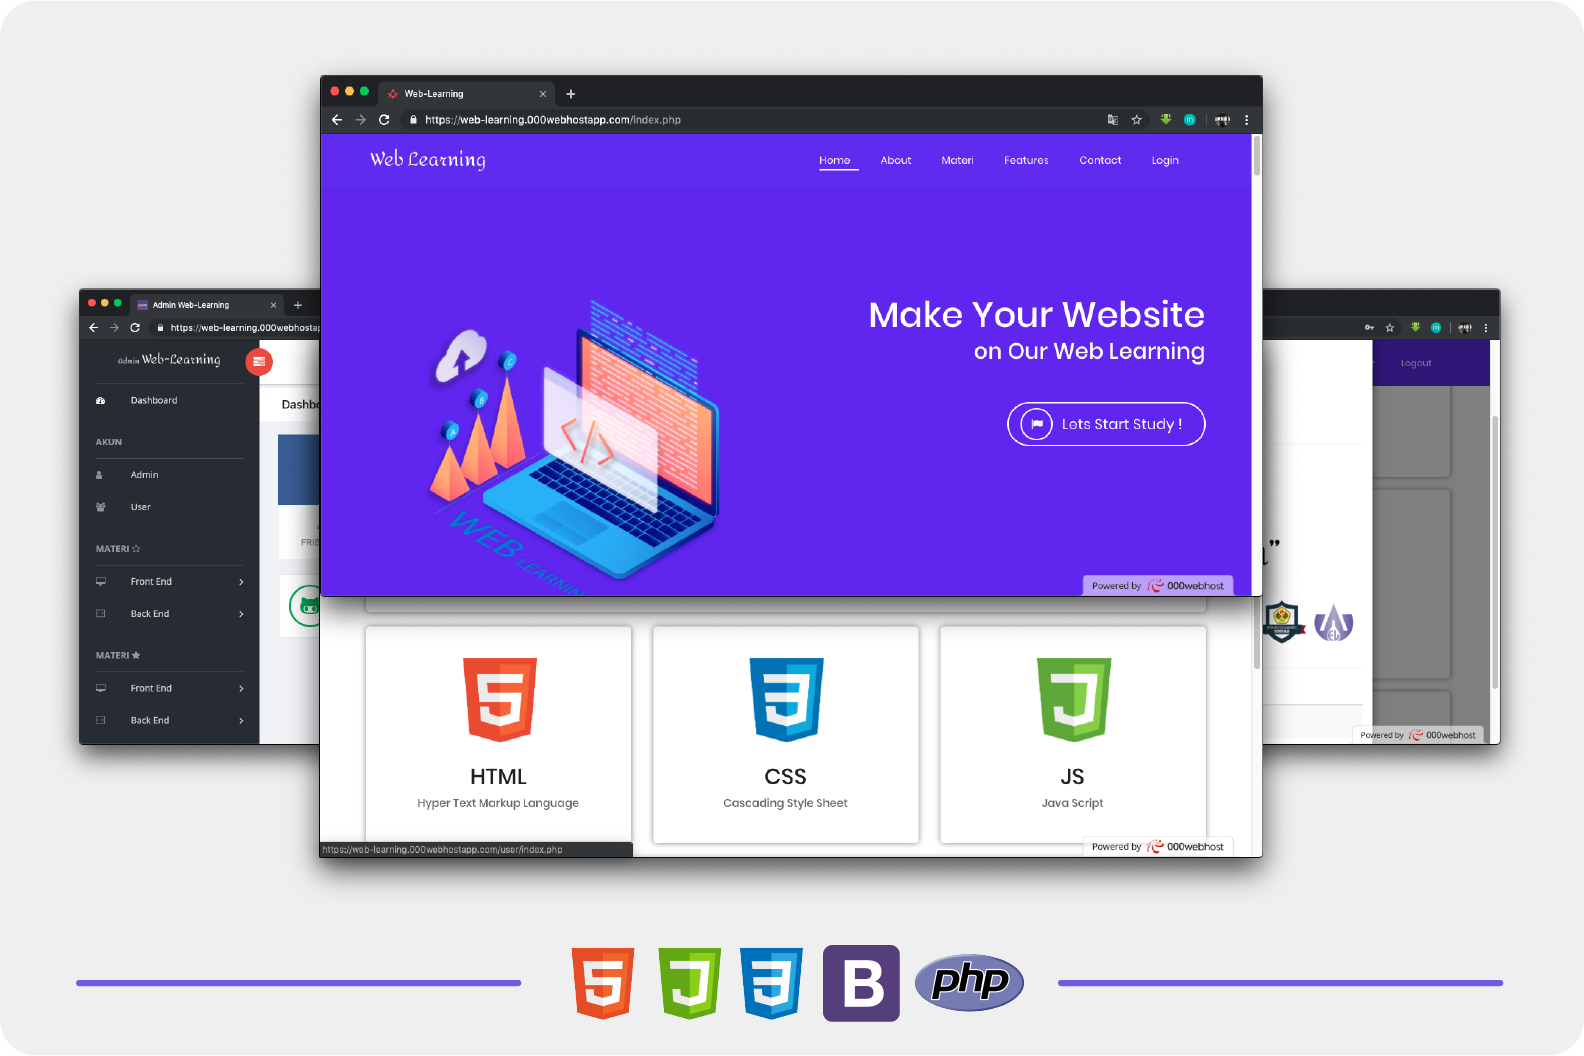 Web-Learning
https://web-learning.000webhostapp.com/index.php
Web Learning
Home About Materi Features Contact Login
Make Your Website
on Our Web Learning
Lets Start Study !
A
B
C
</>
WEB LEARNING
Powered by 000webhost
Admin Web-Learning
https://web-learning.000webhostap
Admin Web-Learning
Dashboard
AKUN
Admin
User
MATERI
Front End
Back End
MATERI
Front End
Back End
Dashbo
FRIE
Logout
”
Powered by 000webhost
HTML
Hyper Text Markup Language
CSS
Cascading Style Sheet
JS
Java Script
https://web-learning.000webhostapp.com/user/index.php
Powered by 000webhost
B
php